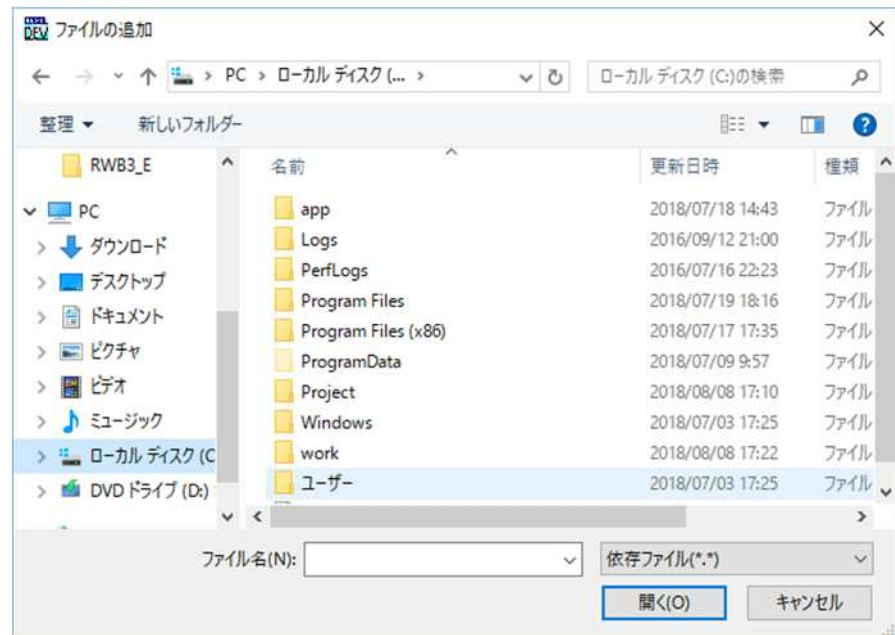 DEV ファイルの追加
PC › ローカル ディスク (... ›
ローカル ディスク (C:)の検索
整理 新しいフォルダー
RWB3_E
PC
ダウンロード
デスクトップ
ドキュメント
ピクチャ
ビデオ
ミュージック
ローカル ディスク (C
DVD ドライブ (D:)
名前 更新日時 種類
app 2018/07/18 14:43 ファイル
Logs 2016/09/12 21:00 ファイル
PerfLogs 2016/07/16 22:23 ファイル
Program Files 2018/07/19 18:16 ファイル
Program Files (x86) 2018/07/17 17:35 ファイル
ProgramData 2018/07/09 9:57 ファイル
Project 2018/08/08 17:10 ファイル
Windows 2018/07/03 17:25 ファイル
work 2018/08/08 17:22 ファイル
ユーザー 2018/07/03 17:25 ファイル
ファイル名(N): 依存ファイル(*.*)
開く(O) キャンセル